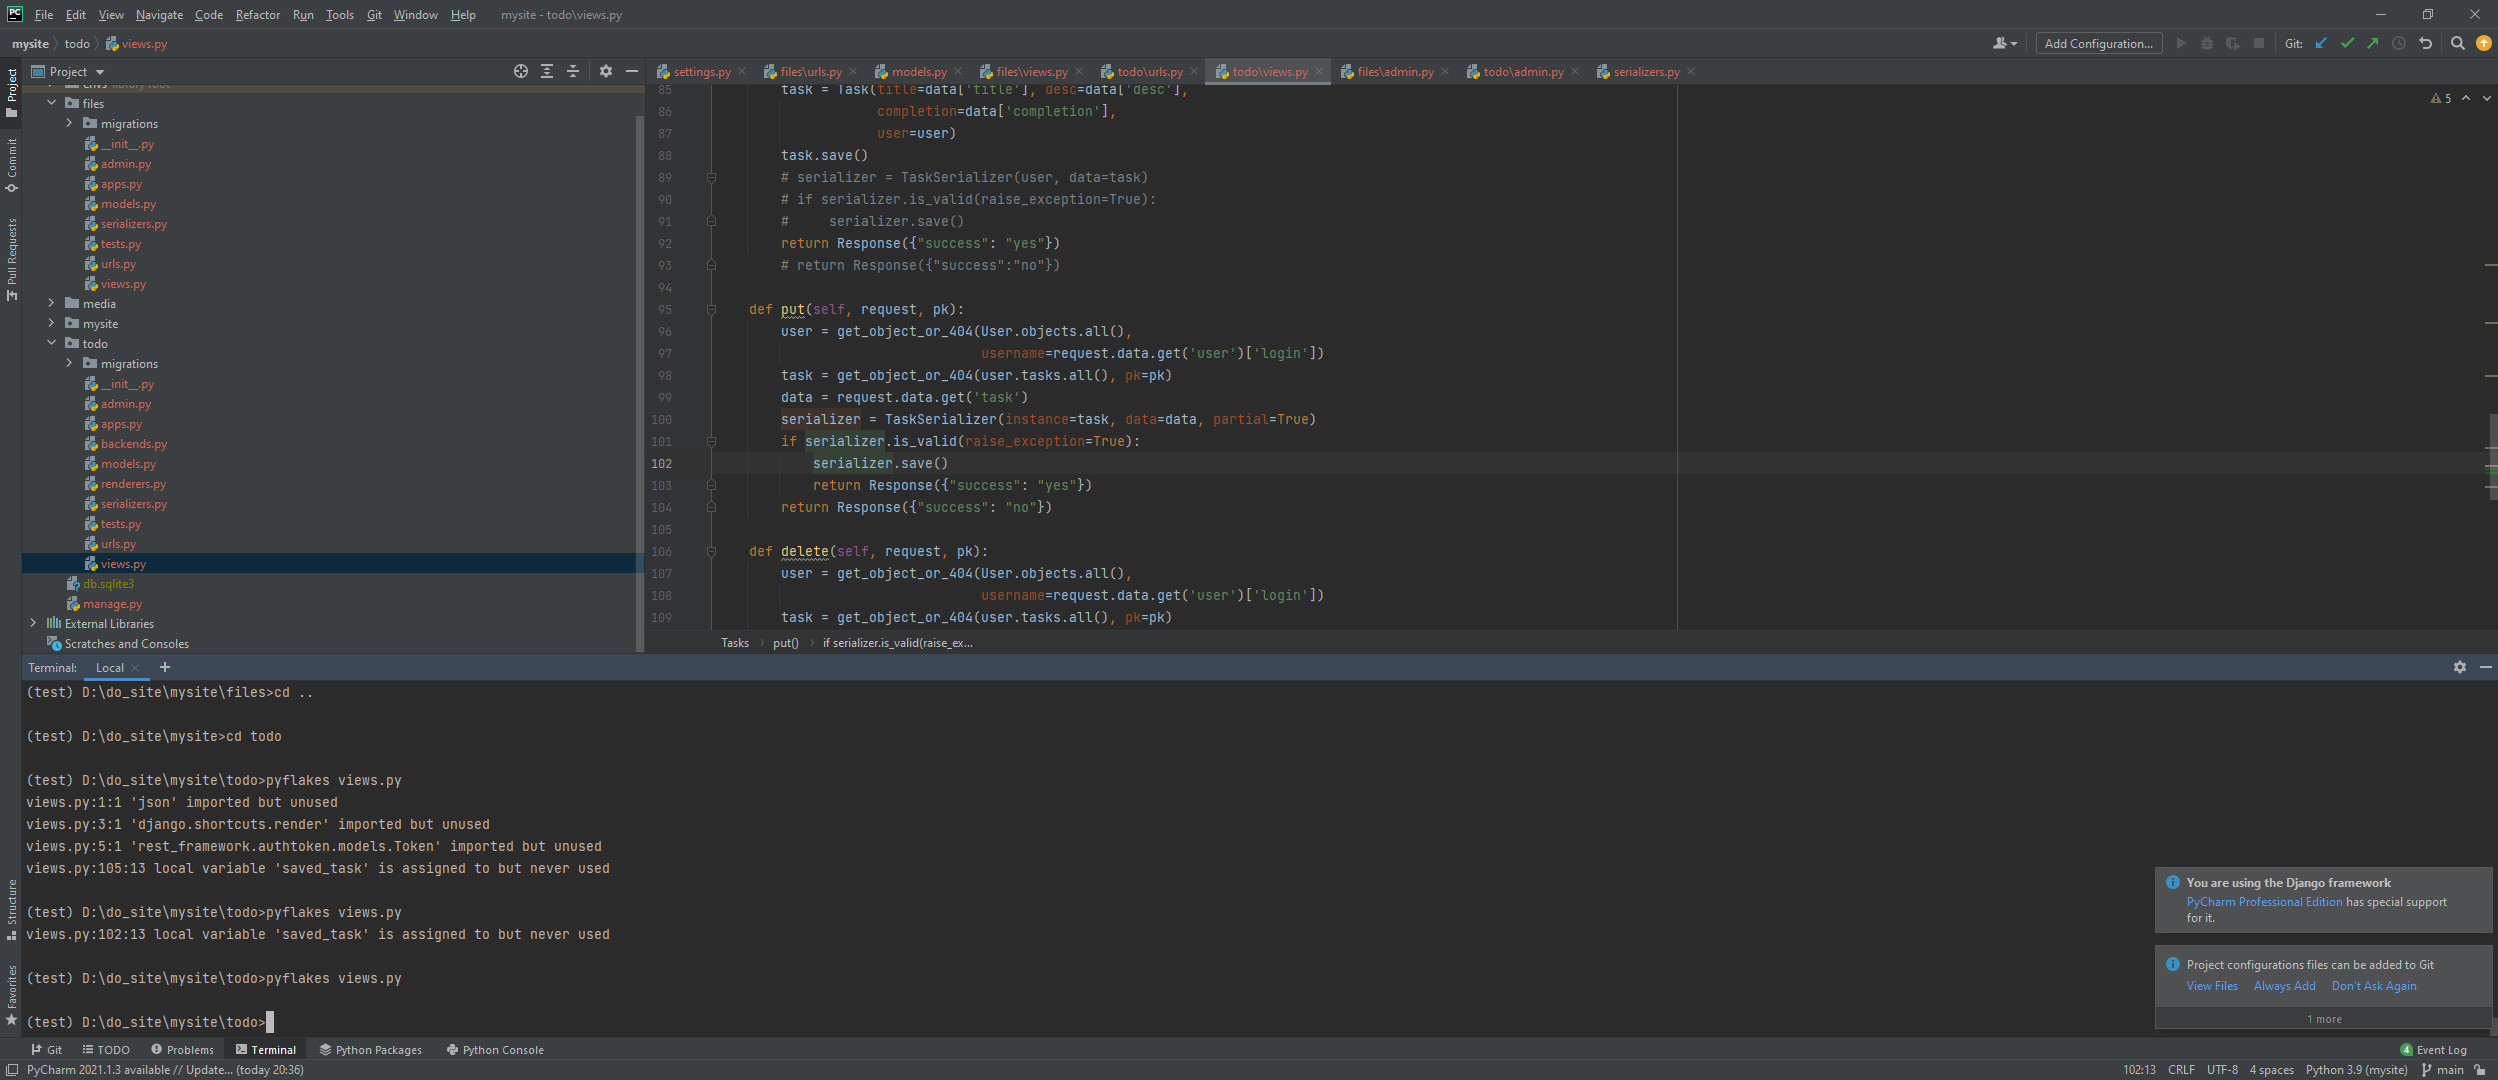 PC File Edit View Navigate Code Refactor Run Tools Git Window Help mysite - todo\views.py
mysite todo views.py Add Configuration... Git:
Project
settings.py files\urls.py models.py files\views.py todo\urls.py todo\views.py files\admin.py todo\admin.py serializers.py
Project
Commit
Pull Requests
Structure
Favorites
library root
files
migrations
__init__.py
admin.py
apps.py
models.py
serializers.py
tests.py
urls.py
views.py
media
mysite
todo
migrations
__init__.py
admin.py
apps.py
backends.py
models.py
renderers.py
serializers.py
tests.py
urls.py
views.py
db.sqlite3
manage.py
External Libraries
Scratches and Consoles
5
85 task = Task(title=data['title'], desc=data['desc'],
86 completion=data['completion'],
87 user=user)
88 task.save()
89 # serializer = TaskSerializer(user, data=task)
90 # if serializer.is_valid(raise_exception=True):
91 #     serializer.save()
92 return Response({"success": "yes"})
93 # return Response({"success":"no"})
94
95 def put(self, request, pk):
96 user = get_object_or_404(User.objects.all(),
97 username=request.data.get('user')['login'])
98 task = get_object_or_404(user.tasks.all(), pk=pk)
99 data = request.data.get('task')
100 serializer = TaskSerializer(instance=task, data=data, partial=True)
101 if serializer.is_valid(raise_exception=True):
102 serializer.save()
103 return Response({"success": "yes"})
104 return Response({"success": "no"})
105
106 def delete(self, request, pk):
107 user = get_object_or_404(User.objects.all(),
108 username=request.data.get('user')['login'])
109 task = get_object_or_404(user.tasks.all(), pk=pk)
Tasks put() if serializer.is_valid(raise_ex...
Terminal: Local
(test) D:\do_site\mysite\files>cd ..
(test) D:\do_site\mysite>cd todo
(test) D:\do_site\mysite\todo>pyflakes views.py
views.py:1:1 'json' imported but unused
views.py:3:1 'django.shortcuts.render' imported but unused
views.py:5:1 'rest_framework.authtoken.models.Token' imported but unused
views.py:105:13 local variable 'saved_task' is assigned to but never used
(test) D:\do_site\mysite\todo>pyflakes views.py
views.py:102:13 local variable 'saved_task' is assigned to but never used
(test) D:\do_site\mysite\todo>pyflakes views.py
(test) D:\do_site\mysite\todo>
You are using the Django framework
PyCharm Professional Edition has special support
for it.
Project configurations files can be added to Git
View Files Always Add Don't Ask Again
1 more
Git TODO Problems Terminal Python Packages Python Console 4 Event Log
PyCharm 2021.1.3 available // Update... (today 20:36) 102:13 CRLF UTF-8 4 spaces Python 3.9 (mysite) main